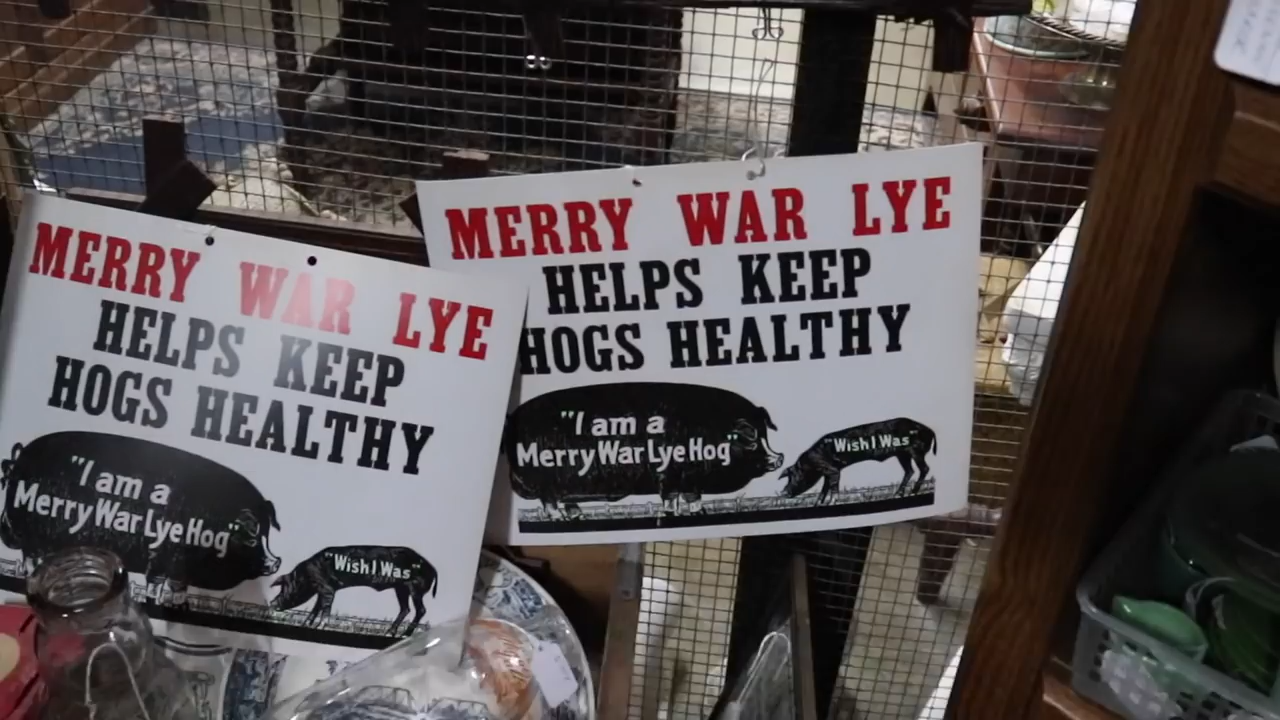 MERRY WAR LYE
HELPS KEEP
HOGS HEALTHY
"I am a
Merry War Lye Hog"
"Wish I Was"
MERRY WAR LYE
HELPS KEEP
HOGS HEALTHY
"I am a
Merry War Lye Hog"
"Wish I Was"